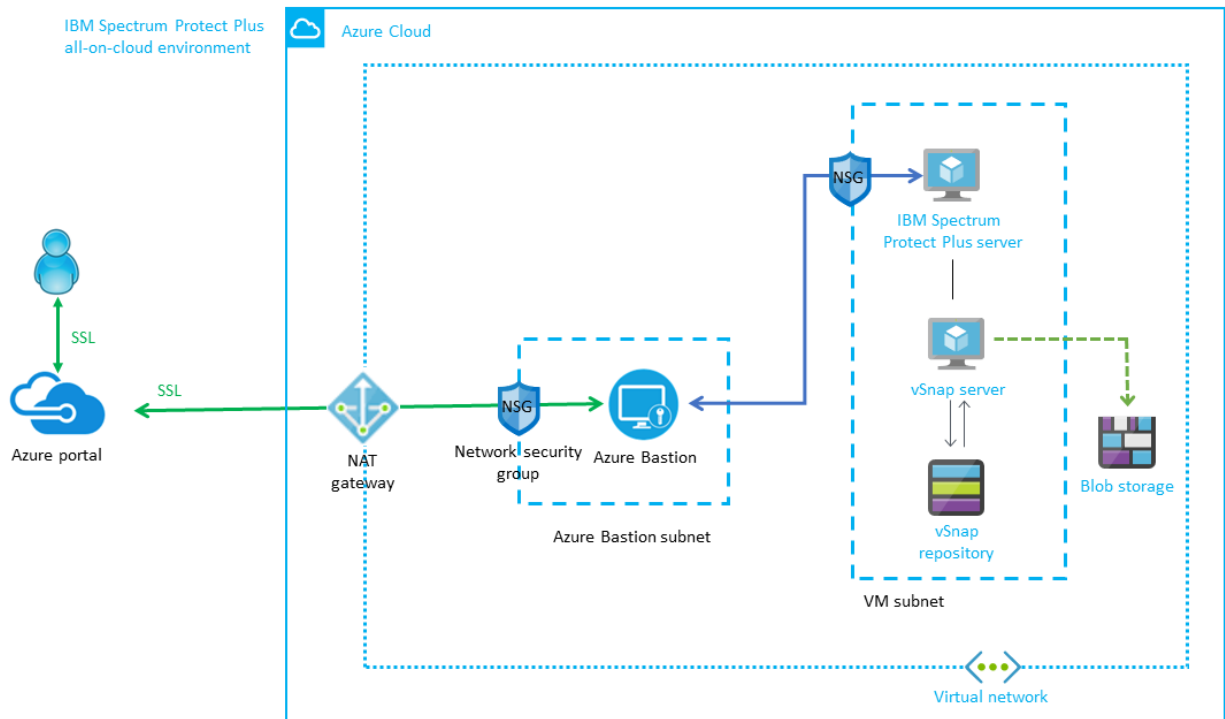 IBM Spectrum Protect Plus
all-on-cloud environment
Azure Cloud
NSG
IBM Spectrum
Protect Plus server
SSL
vSnap server
SSL
NSG
Azure portal
NAT
gateway
Network security
group
Azure Bastion
Blob storage
vSnap
repository
Azure Bastion subnet
VM subnet
Virtual network